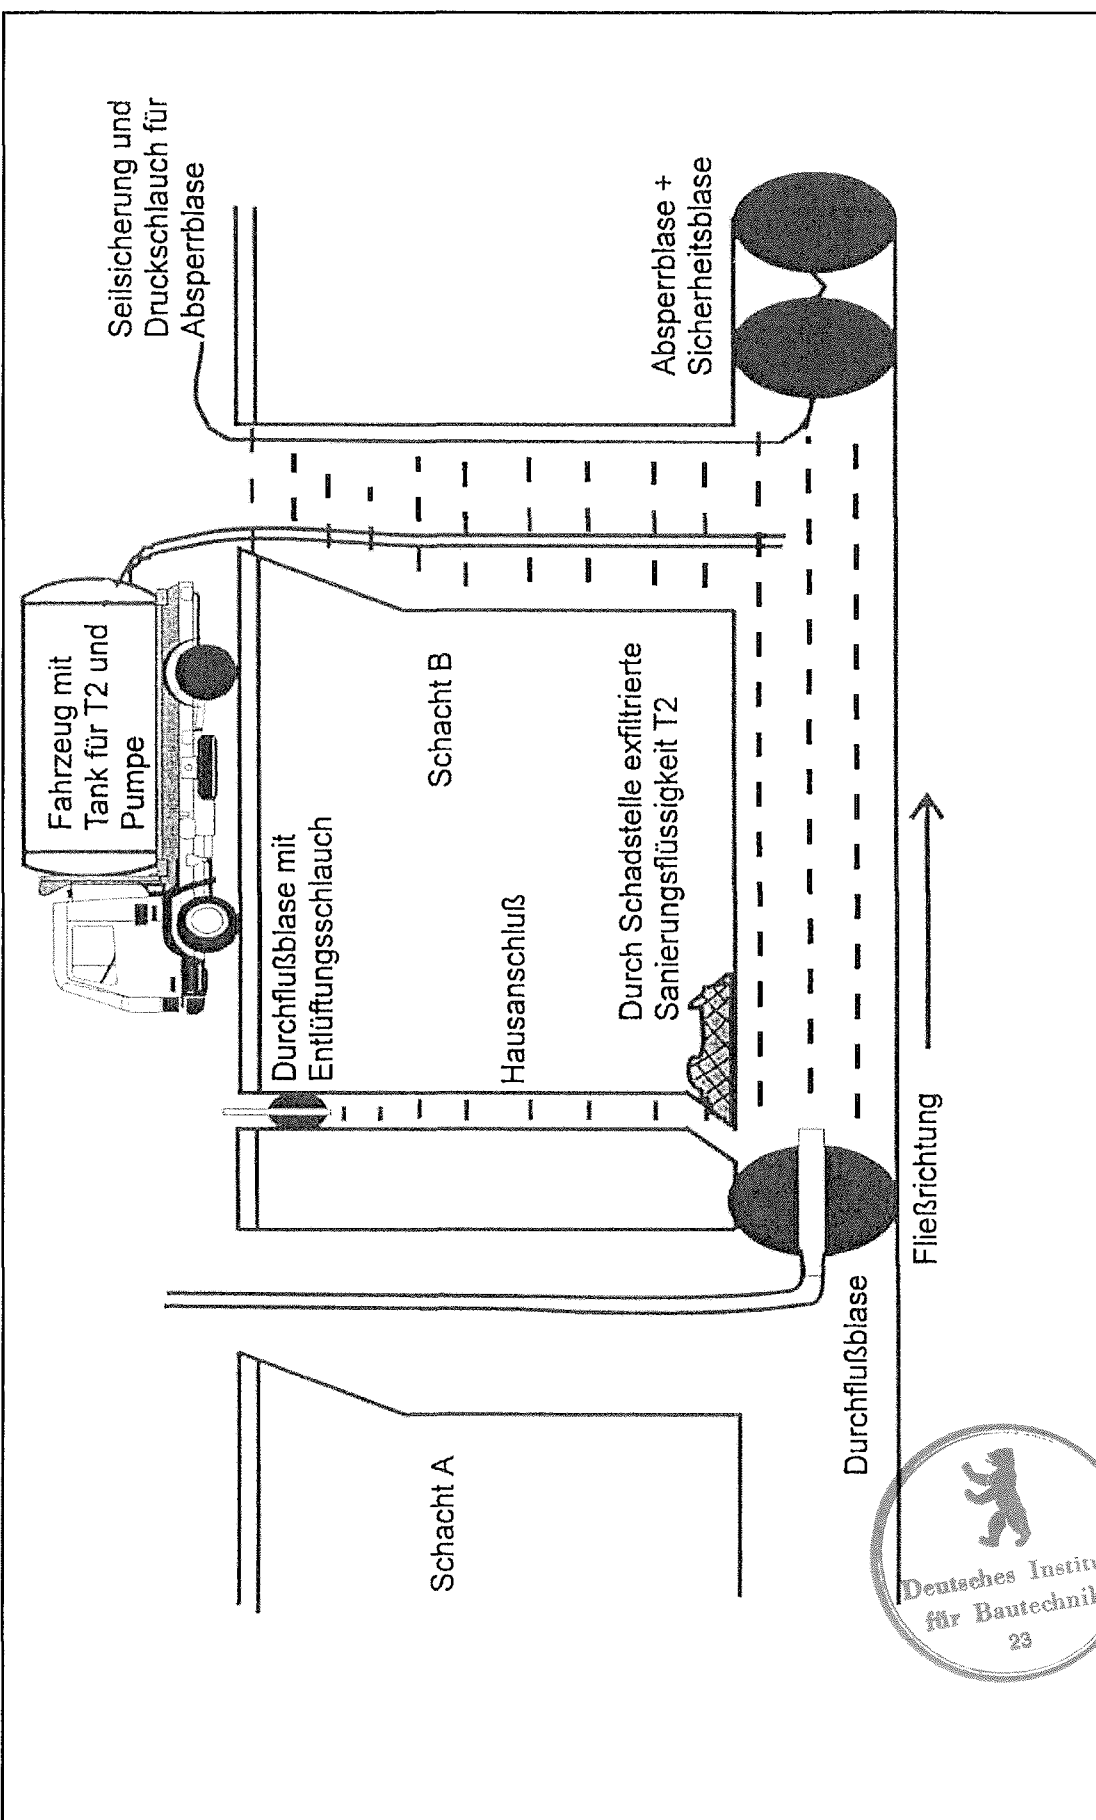 Fahrzeug mit
Tank für T2 und
Pumpe
Seilsicherung und
Druckschlauch für
Absperrblase
Durchflußblase mit
Entlüftungsschlauch
Schacht A
Schacht B
Hausanschluß
Durch Schadstelle exfiltrierte
Sanierungsflüssigkeit T2
Absperrblase +
Sicherheitsblase
Durchflußblase
Fließrichtung
Deutsches Institu
für Bautechnik
23